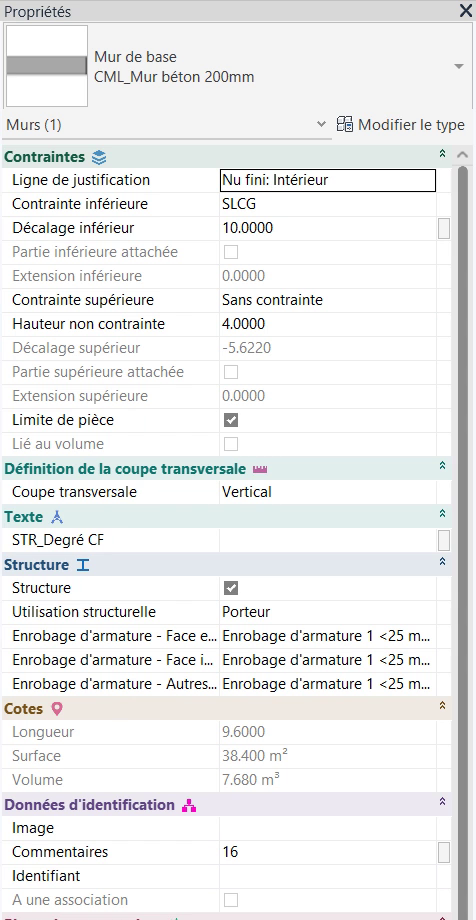 Propriétés
Mur de base
CML_Mur béton 200mm
Murs (1) Modifier le type
Contraintes
Ligne de justification Nu fini: Intérieur
Contrainte inférieure SLCG
Décalage inférieur 10.0000
Partie inférieure attachée
Extension inférieure 0.0000
Contrainte supérieure Sans contrainte
Hauteur non contrainte 4.0000
Décalage supérieur -5.6220
Partie supérieure attachée
Extension supérieure 0.0000
Limite de pièce
Lié au volume
Définition de la coupe transversale
Coupe transversale Vertical
Texte
STR_Degré CF
Structure
Structure
Utilisation structurelle Porteur
Enrobage d'armature - Face e... Enrobage d'armature 1 <25 m...
Enrobage d'armature - Face i... Enrobage d'armature 1 <25 m...
Enrobage d'armature - Autres... Enrobage d'armature 1 <25 m...
Cotes
Longueur 9.6000
Surface 38.400 m²
Volume 7.680 m³
Données d'identification
Image
Commentaires 16
Identifiant
A une association